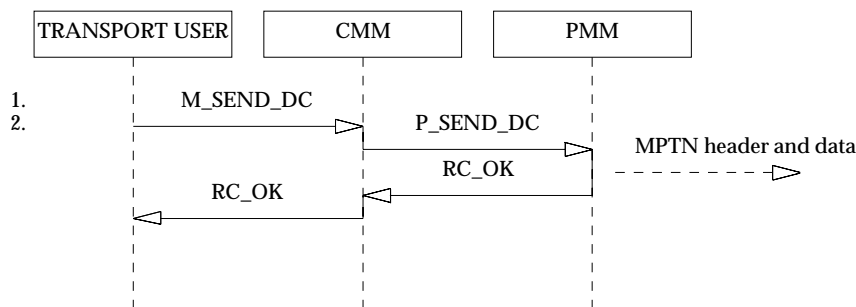 TRANSPORT USER CMM PMM
1. M_SEND_DC
2. P_SEND_DC
MPTN header and data
RC_OK
RC_OK